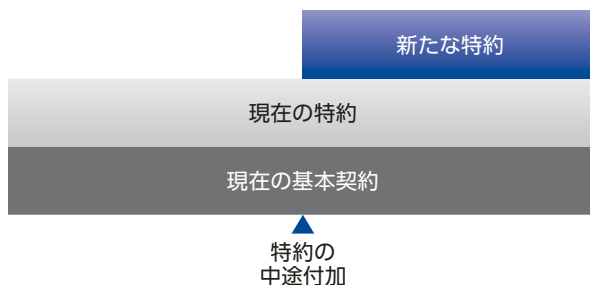 新たな特約
現在の特約
現在の基本契約
特約の
中途付加